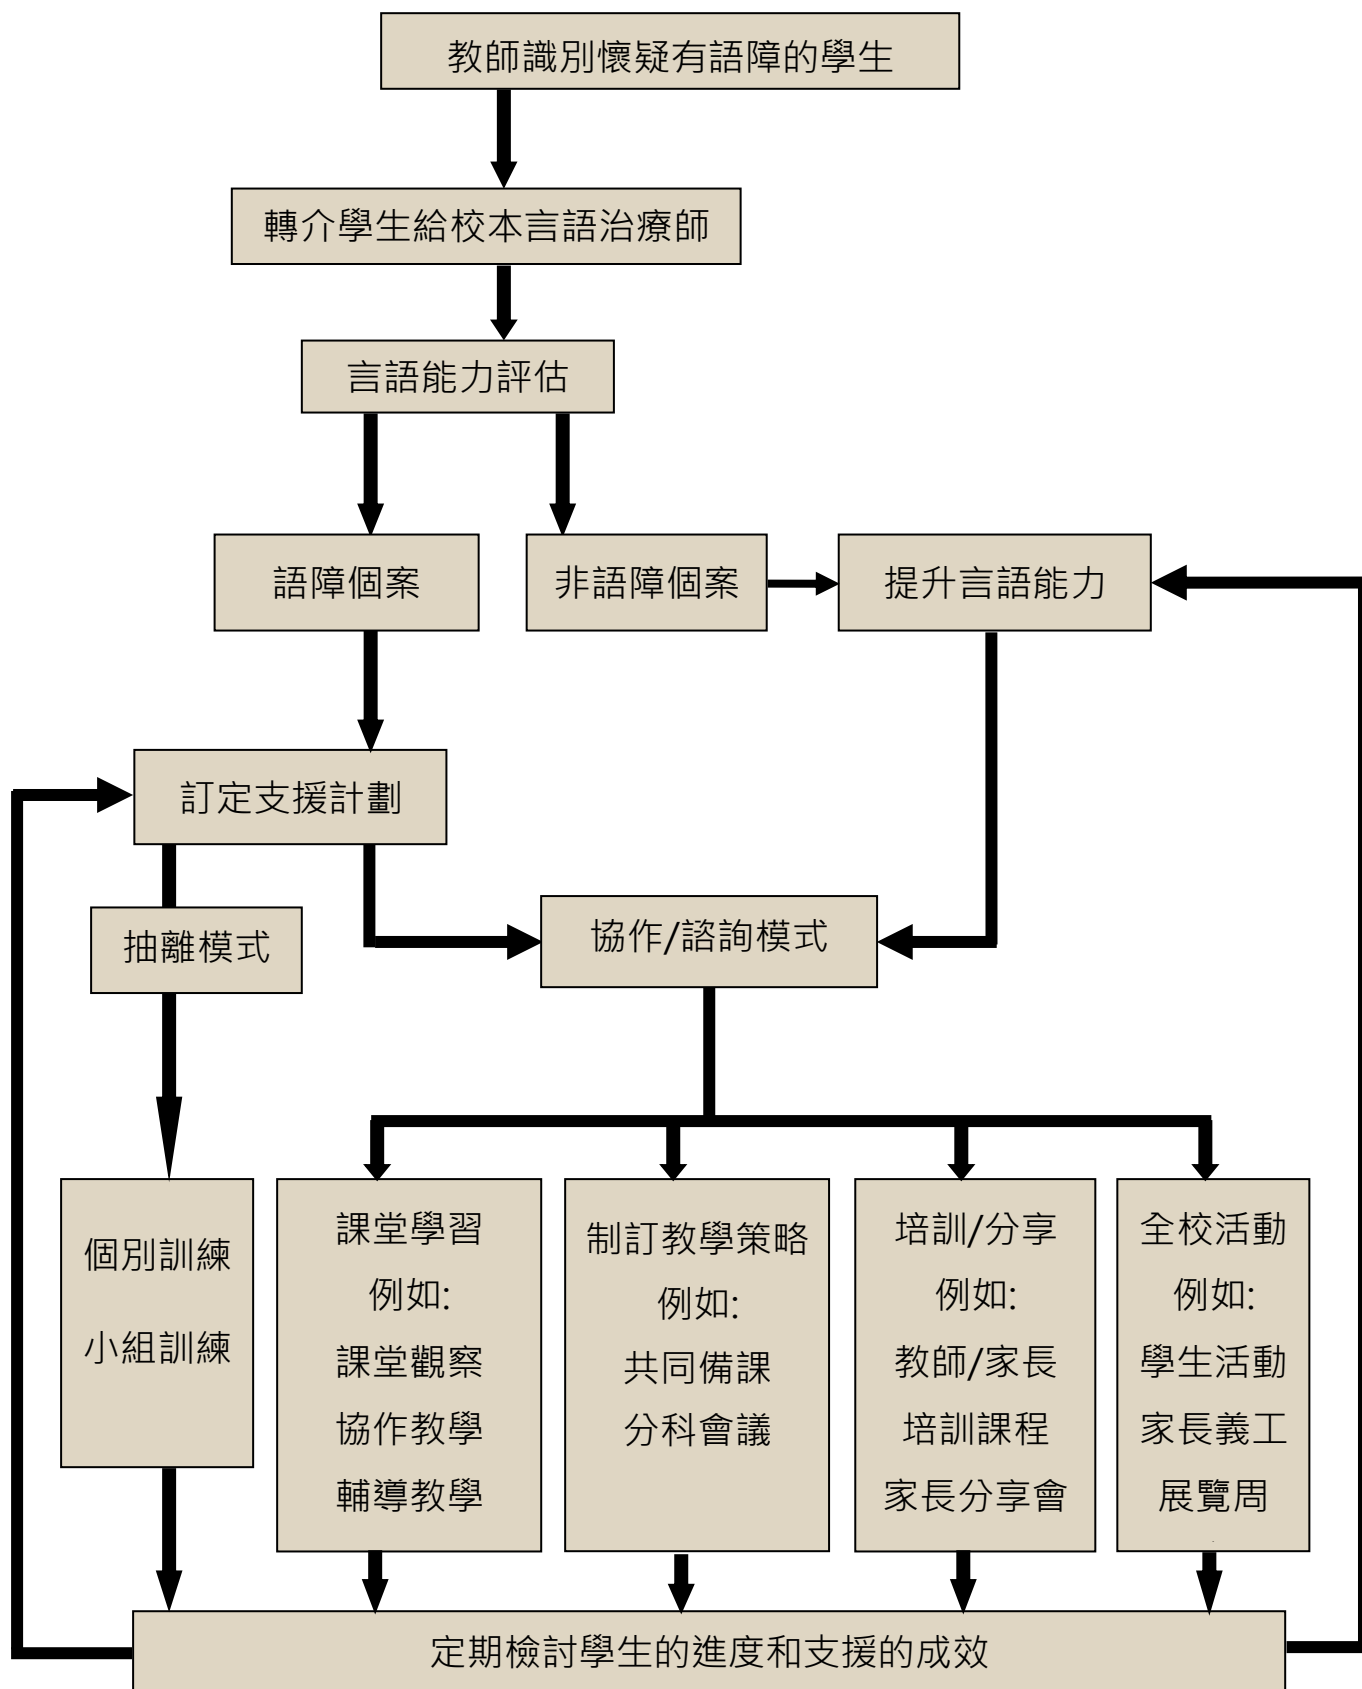 教師識別懷疑有語障的學生
轉介學生給校本言語治療師
言語能力評估
語障個案
非語障個案
提升言語能力
訂定支援計劃
抽離模式
協作/諮詢模式
個別訓練
小組訓練
課堂學習
例如:
課堂觀察
協作教學
輔導教學
制訂教學策略
例如:
共同備課
分科會議
培訓/分享
例如:
教師/家長
培訓課程
家長分享會
全校活動
例如:
學生活動
家長義工
展覽周
定期檢討學生的進度和支援的成效